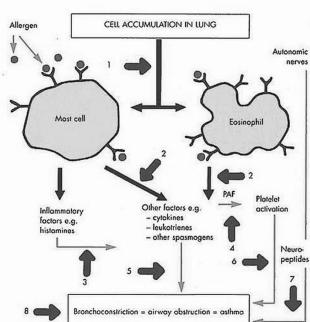 Allergen
CELL ACCUMULATION IN LUNG
Autonomic
nerves
1
Mast cell
Eosinophil
2
2
Inflammatory
factors e.g.
histamines
Other factors e.g.
– cytokines
– leukotrienes
– other spasmogens
PAF
Platelet
activation
3
4
5
6
Neuro-
peptides
7
8
Bronchoconstriction = airway obstruction = asthma